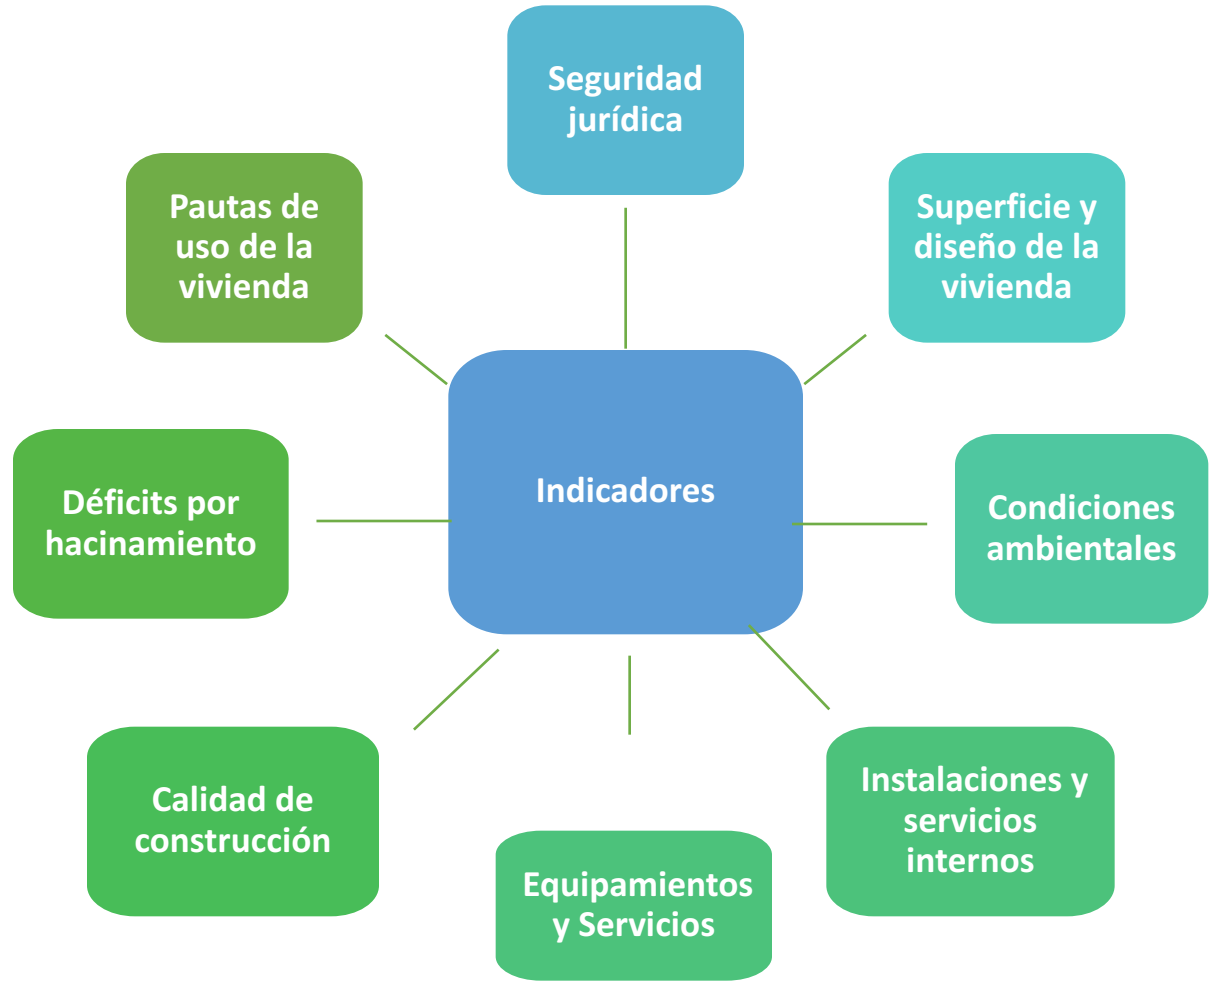 Seguridad
jurídica
Pautas de
uso de la
vivienda
Superficie y
diseño de la
vivienda
Indicadores
Déficits por
hacinamiento
Condiciones
ambientales
Calidad de
construcción
Instalaciones y
servicios
internos
Equipamientos
y Servicios